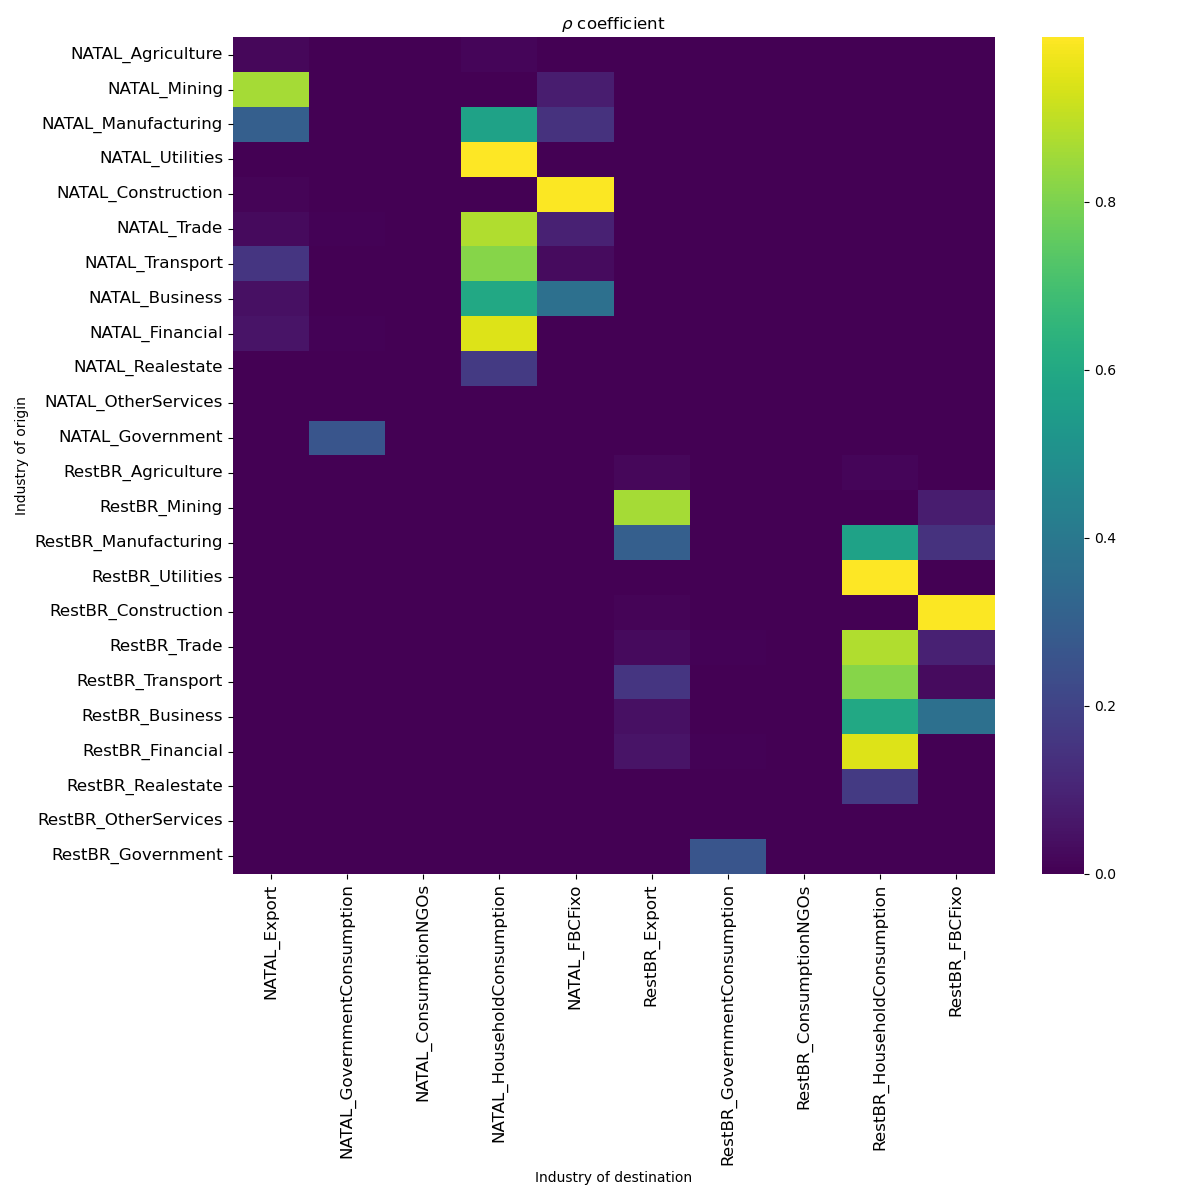 ρ coefficient
NATAL_Agriculture
NATAL_Mining
NATAL_Manufacturing
NATAL_Utilities
NATAL_Construction
NATAL_Trade
NATAL_Transport
NATAL_Business
NATAL_Financial
NATAL_Realestate
NATAL_OtherServices
NATAL_Government
RestBR_Agriculture
RestBR_Mining
RestBR_Manufacturing
RestBR_Utilities
RestBR_Construction
RestBR_Trade
RestBR_Transport
RestBR_Business
RestBR_Financial
RestBR_Realestate
RestBR_OtherServices
RestBR_Government
Industry of origin
NATAL_Export
NATAL_GovernmentConsumption
NATAL_ConsumptionNGOs
NATAL_HouseholdConsumption
NATAL_FBCFixo
RestBR_Export
RestBR_GovernmentConsumption
RestBR_ConsumptionNGOs
RestBR_HouseholdConsumption
RestBR_FBCFixo
Industry of destination
0.8
0.6
0.4
0.2
0.0